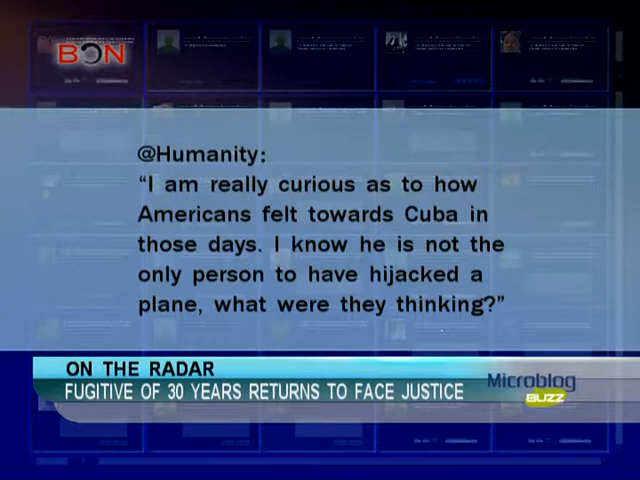 BON
@Humanity:
“I am really curious as to how
Americans felt towards Cuba in
those days. I know he is not the
only person to have hijacked a
plane, what were they thinking?”
ON THE RADAR
FUGITIVE OF 30 YEARS RETURNS TO FACE JUSTICE
Microblog
BUZZ